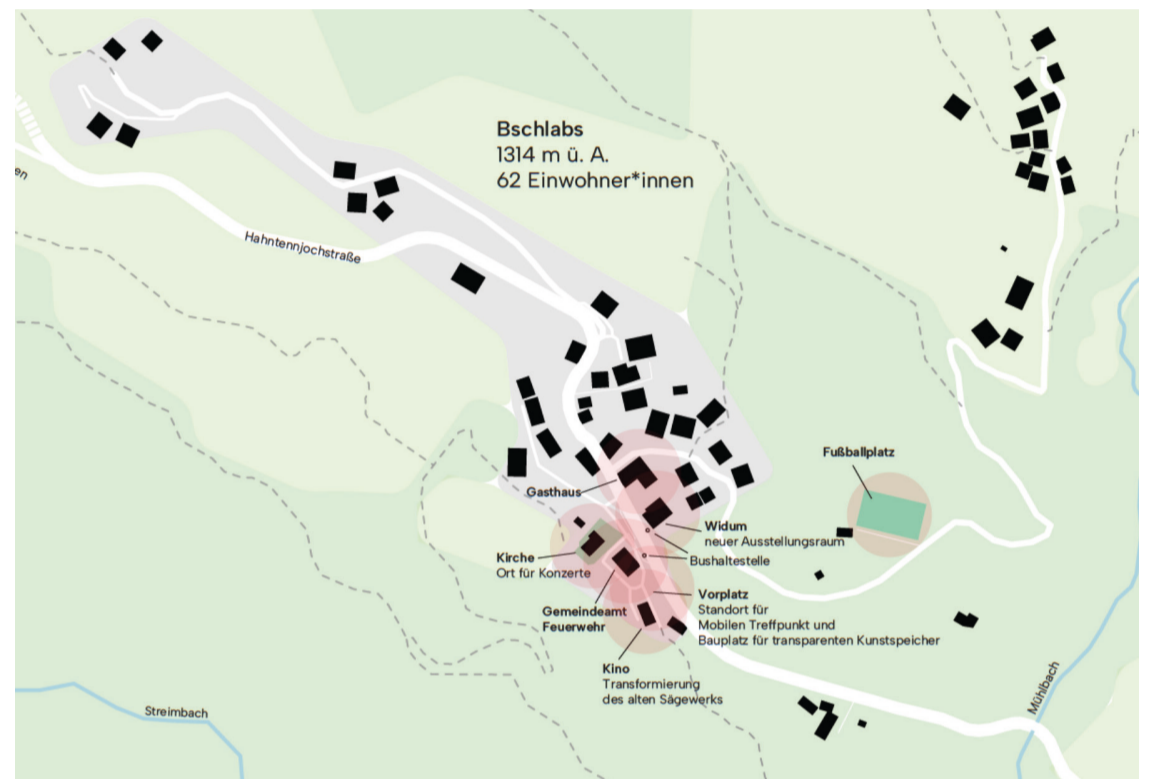 Bschlabs
1314 m ü. A.
62 Einwohner*innen
en
Hahntennjochstraße
Fußballplatz
Gasthaus
Widum
neuer Ausstellungsraum
Bushaltestelle
Kirche
Ort für Konzerte
Vorplatz
Standort für
Mobilen Treffpunkt und
Bauplatz für transparenten Kunstspeicher
Gemeindeamt
Feuerwehr
Kino
Transformierung
des alten Sägewerks
Streimbach
Mühlbach